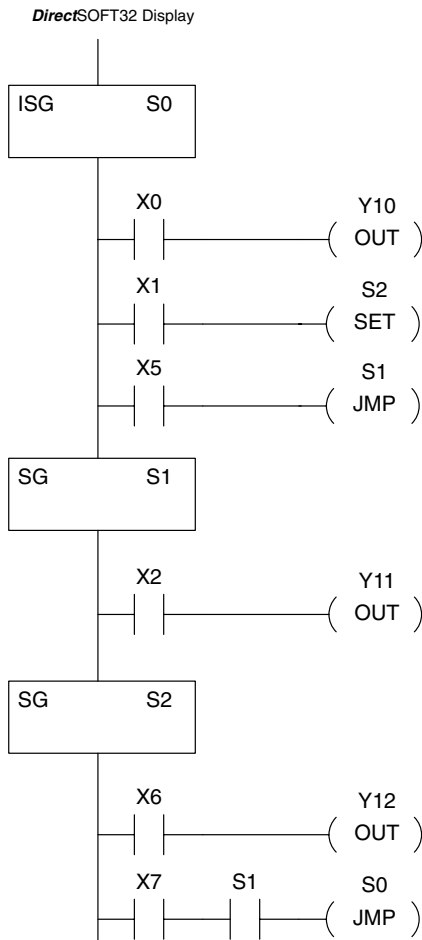 DirectSOFT32 Display
ISG S0
X0 Y10
OUT
X1 S2
SET
X5 S1
JMP
SG S1
X2 Y11
OUT
SG S2
X6 Y12
OUT
X7 S1 S0
JMP